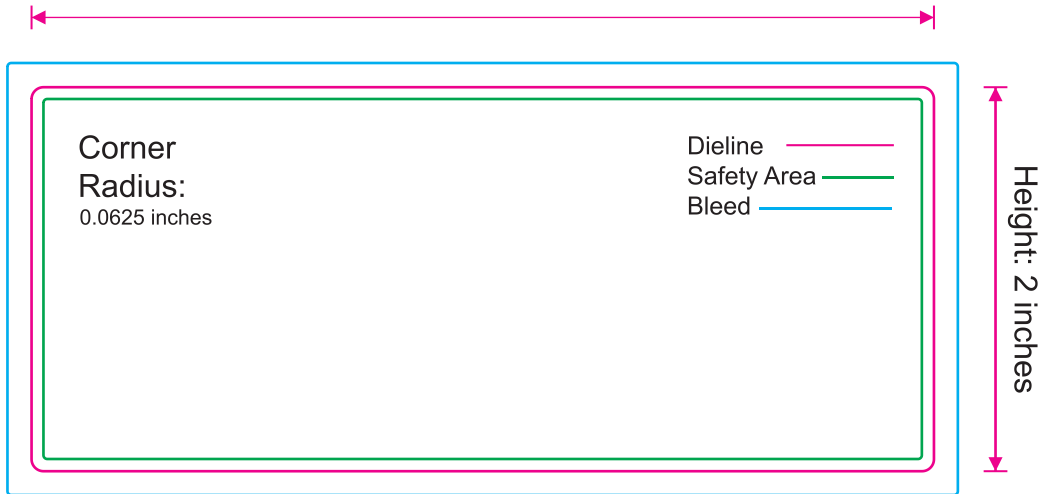 Corner
Radius:
0.0625 inches
Dieline
Safety Area
Bleed
Height: 2 inches